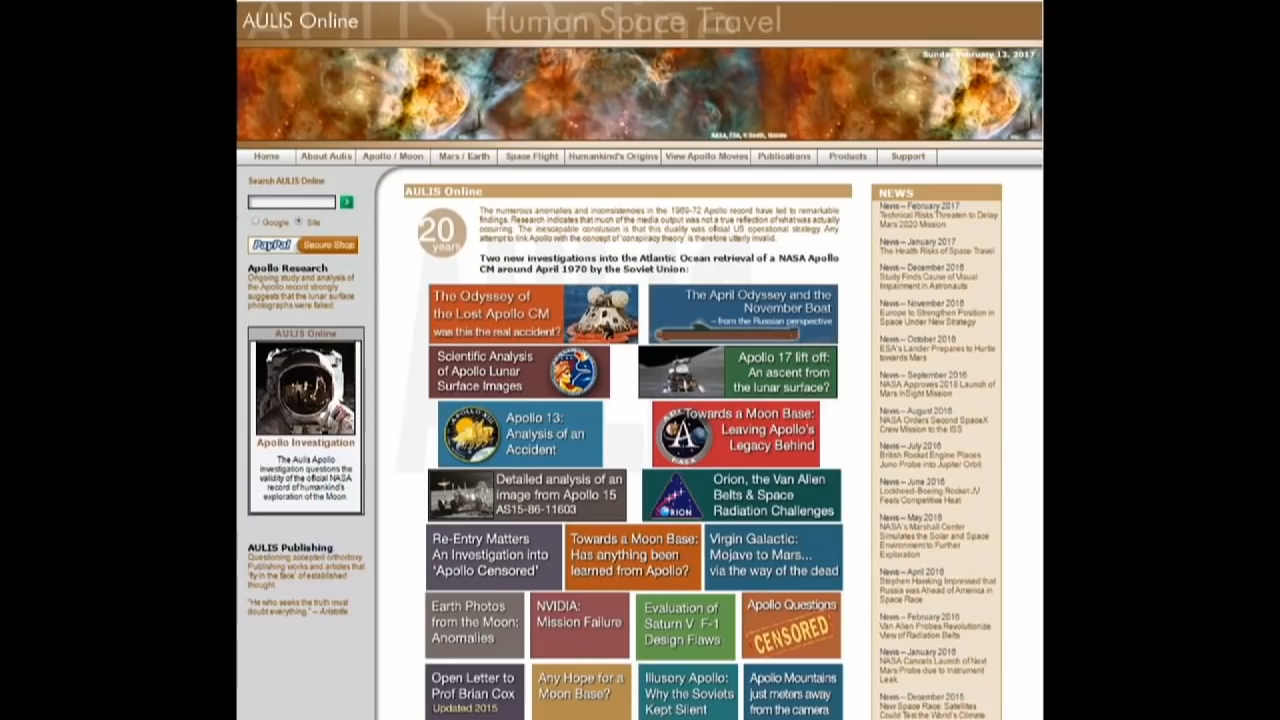 AULIS Online
Human Space Travel
Sunday February 13, 2017
Home
About Aulis
Apollo / Moon
Mars / Earth
Space Flight
Humankind's Origins
View Apollo Movies
Publications
Products
Support
Search AULIS Online
Google
Site
PayPal Secure Shop
Apollo Research
Ongoing study and analysis of
the Apollo record strongly
suggests that the lunar surface
photographs were faked.
AULIS Online
Apollo Investigation
The Aulis Apollo
investigation questions the
validity of the official NASA
record of humankind's
exploration of the Moon.
AULIS Publishing
Questioning accepted orthodoxy
Publishing works and articles that
'fly in the face' of established
thought.
"He who seeks the truth must
doubt everything." – Aristotle
AULIS Online
20
years
The numerous anomalies and inconsistencies in the 1969-72 Apollo record have led to remarkable
findings. Research indicates that much of the media output was not a true reflection of what was actually
occurring. The inescapable conclusion is that this duality was official US operational strategy. Any
attempt to link Apollo with the concept of 'conspiracy theory' is therefore utterly invalid.
Two new investigations into the Atlantic Ocean retrieval of a NASA Apollo
CM around April 1970 by the Soviet Union:
The Odyssey of
the Lost Apollo CM
was this the real accident?
The April Odyssey and the
November Boat
– from the Russian perspective
Scientific Analysis
of Apollo Lunar
Surface Images
Apollo 17 lift off:
An ascent from
the lunar surface?
Apollo 13:
Analysis of an
Accident
Towards a Moon Base:
Leaving Apollo's
Legacy Behind
Detailed analysis of an
image from Apollo 15
AS15-86-11603
ORION
Orion, the Van Allen
Belts & Space
Radiation Challenges
Re-Entry Matters
An Investigation into
'Apollo Censored'
Towards a Moon Base:
Has anything been
learned from Apollo?
Virgin Galactic:
Mojave to Mars...
via the way of the dead
Earth Photos
from the Moon:
Anomalies
NVIDIA:
Mission Failure
Evaluation of
Saturn V F-1
Design Flaws
Apollo Questions
CENSORED
Open Letter to
Prof Brian Cox
Updated 2015
Any Hope for a
Moon Base?
Illusory Apollo:
Why the Soviets
Kept Silent
Apollo Mountains
just meters away
from the camera
NEWS
News – February 2017
Technical Risks Threaten to Delay
Mars 2020 Mission
News – January 2017
The Health Risks of Space Travel
News – December 2016
Study Finds Cause of Visual
Impairment in Astronauts
News – November 2016
Europe to Strengthen Position in
Space Under New Strategy
News – October 2016
ESA's Lander Prepares to Hurtle
towards Mars
News – September 2016
NASA Approves 2018 Launch of
Mars InSight Mission
News – August 2016
NASA Orders Second SpaceX
Crew Mission to the ISS
News – July 2016
British Rocket Engine Places
Juno Probe into Jupiter Orbit
News – June 2016
Lockheed-Boeing Rocket JV
Feels Competitive Heat
News – May 2016
NASA's Marshall Center
Simulates the Solar and Space
Environment to Further
Exploration
News – April 2016
Stephen Hawking Impressed that
Russia was Ahead of America in
Space Race
News – February 2016
Van Allen Probes Revolutionize
View of Radiation Belts
News – January 2016
NASA Cancels Launch of Next
Mars Probe due to Instrument
Leak
News – December 2015
New Space Race: Satellites
Could Test the World's Climate